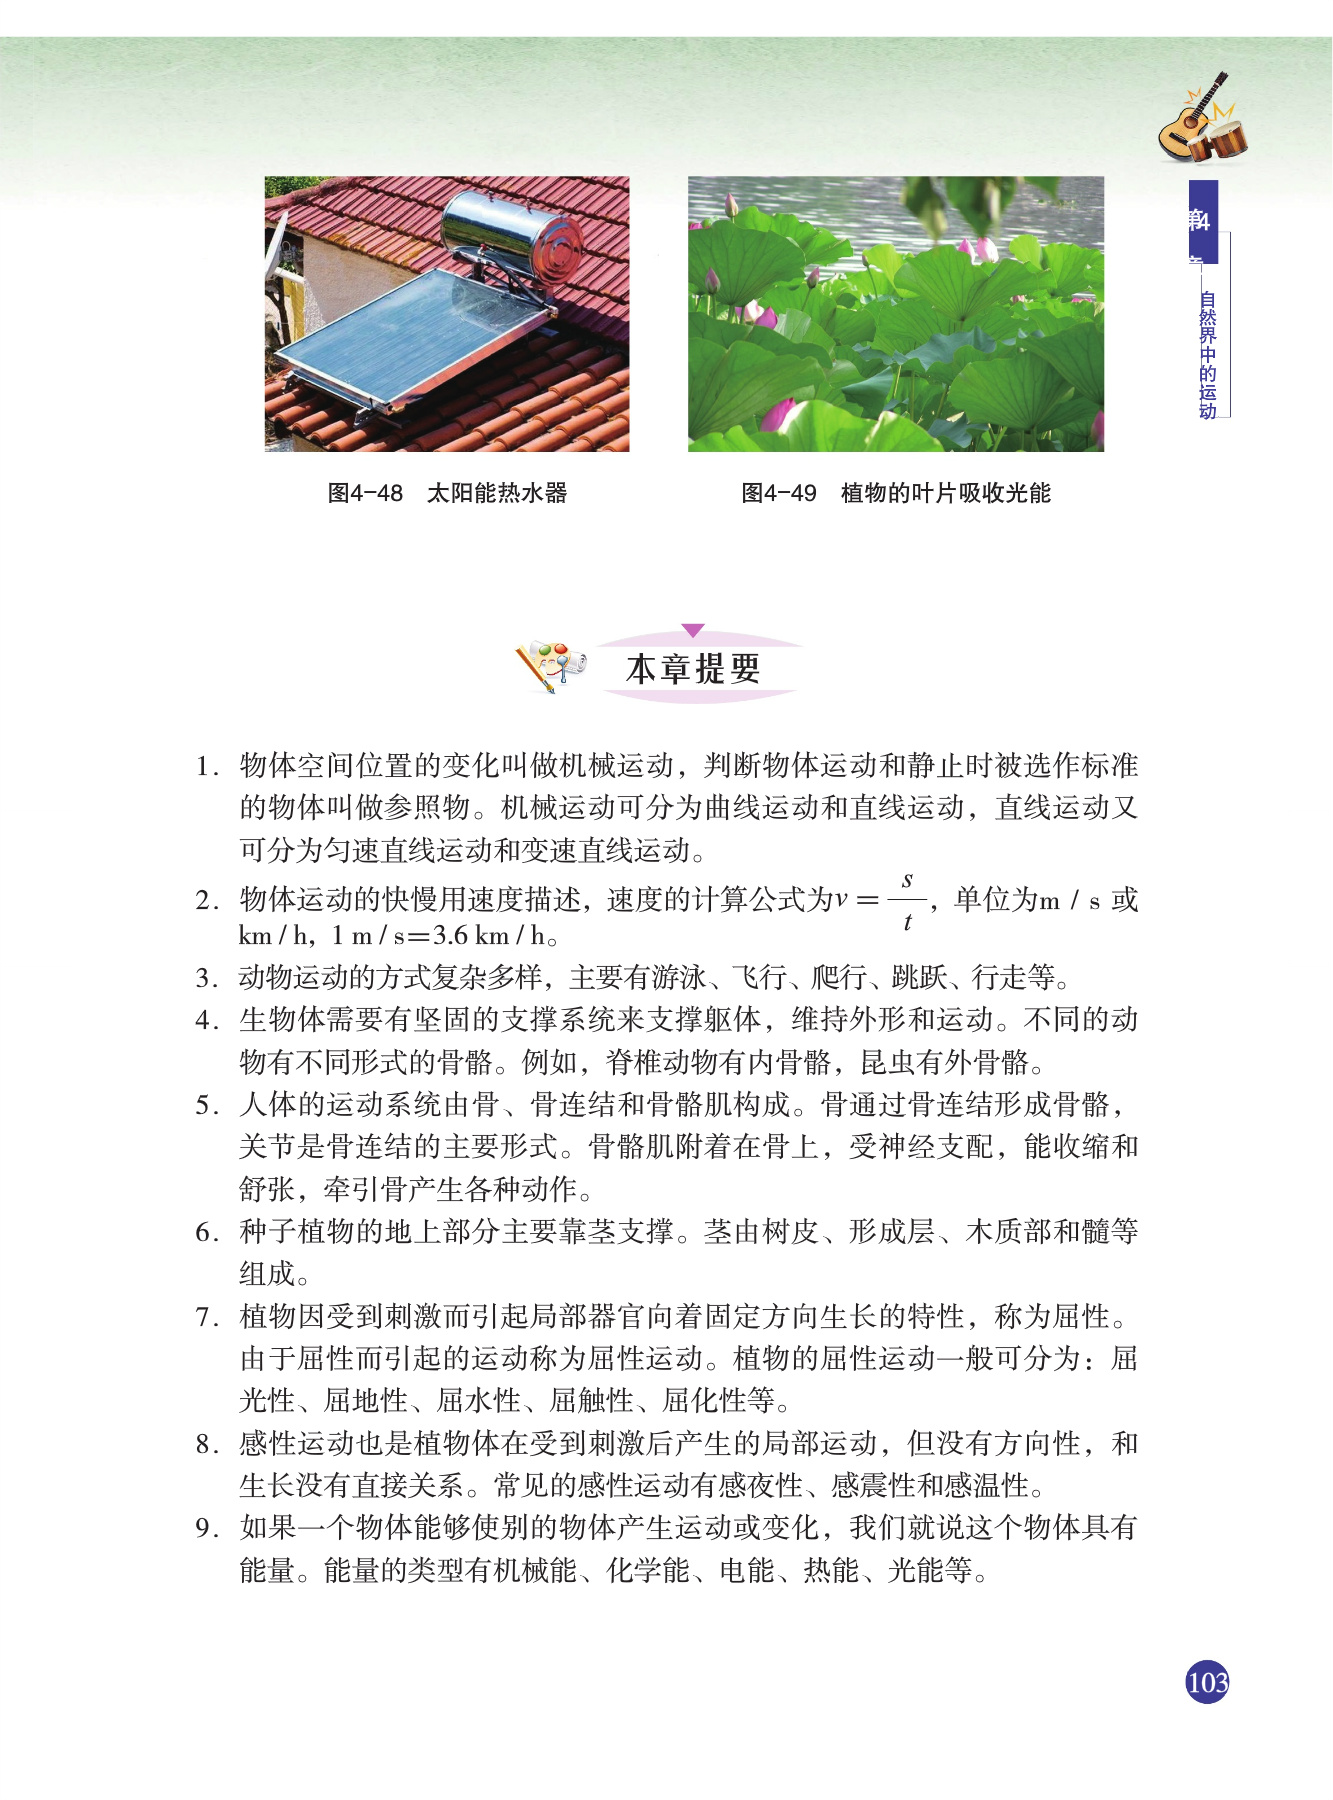 第4章
自然界中的运动
图4-48 太阳能热水器
图4-49 植物的叶片吸收光能
本章提要
1. 物体空间位置的变化叫做机械运动，判断物体运动和静止时被选作标准
的物体叫做参照物。机械运动可分为曲线运动和直线运动，直线运动又
可分为匀速直线运动和变速直线运动。
2. 物体运动的快慢用速度描述，速度的计算公式为v = s/t，单位为m / s 或
km / h，1 m / s=3.6 km / h。
3. 动物运动的方式复杂多样，主要有游泳、飞行、爬行、跳跃、行走等。
4. 生物体需要有坚固的支撑系统来支撑躯体，维持外形和运动。不同的动
物有不同形式的骨骼。例如，脊椎动物有内骨骼，昆虫有外骨骼。
5. 人体的运动系统由骨、骨连结和骨骼肌构成。骨通过骨连结形成骨骼，
关节是骨连结的主要形式。骨骼肌附着在骨上，受神经支配，能收缩和
舒张，牵引骨产生各种动作。
6. 种子植物的地上部分主要靠茎支撑。茎由树皮、形成层、木质部和髓等
组成。
7. 植物因受到刺激而引起局部器官向着固定方向生长的特性，称为屈性。
由于屈性而引起的运动称为屈性运动。植物的屈性运动一般可分为：屈
光性、屈地性、屈水性、屈触性、屈化性等。
8. 感性运动也是植物体在受到刺激后产生的局部运动，但没有方向性，和
生长没有直接关系。常见的感性运动有感夜性、感震性和感温性。
9. 如果一个物体能够使别的物体产生运动或变化，我们就说这个物体具有
能量。能量的类型有机械能、化学能、电能、热能、光能等。
103